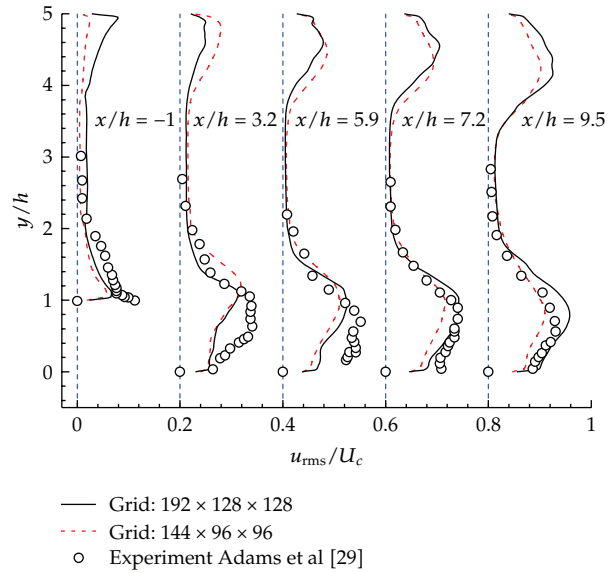 5
4
x/h = −1
x/h = 3.2
x/h = 5.9
x/h = 7.2
x/h = 9.5
y/h
3
2
1
0
0
0.2
0.4
0.6
0.8
1
u_rms/U_c
Grid: 192 × 128 × 128
Grid: 144 × 96 × 96
Experiment Adams et al [29]